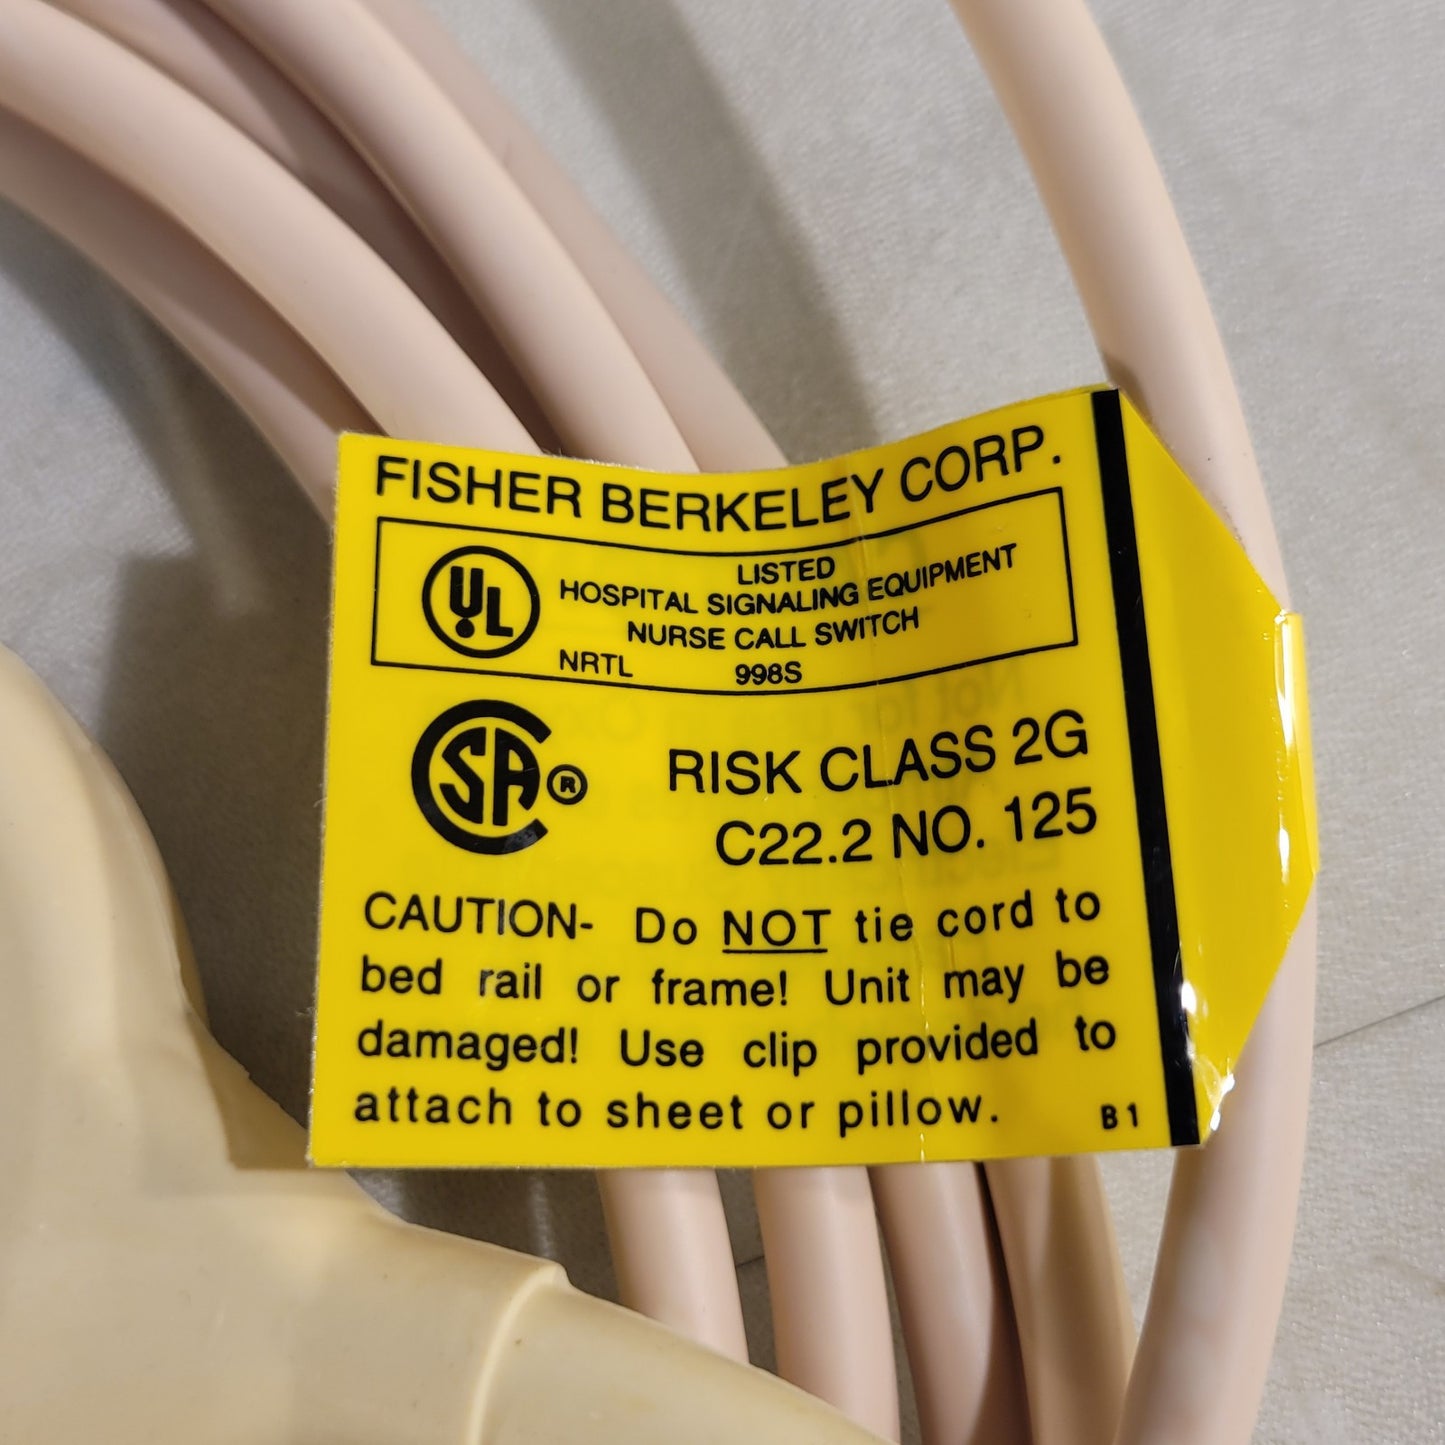 FISHER BERKELEY CORP.
UL
LISTED
HOSPITAL SIGNALING EQUIPMENT
NURSE CALL SWITCH
NRTL 998S
SA®
RISK CLASS 2G
C22.2 NO. 125
CAUTION- Do NOT tie cord to
bed rail or frame! Unit may be
damaged! Use clip provided to
attach to sheet or pillow.
B1